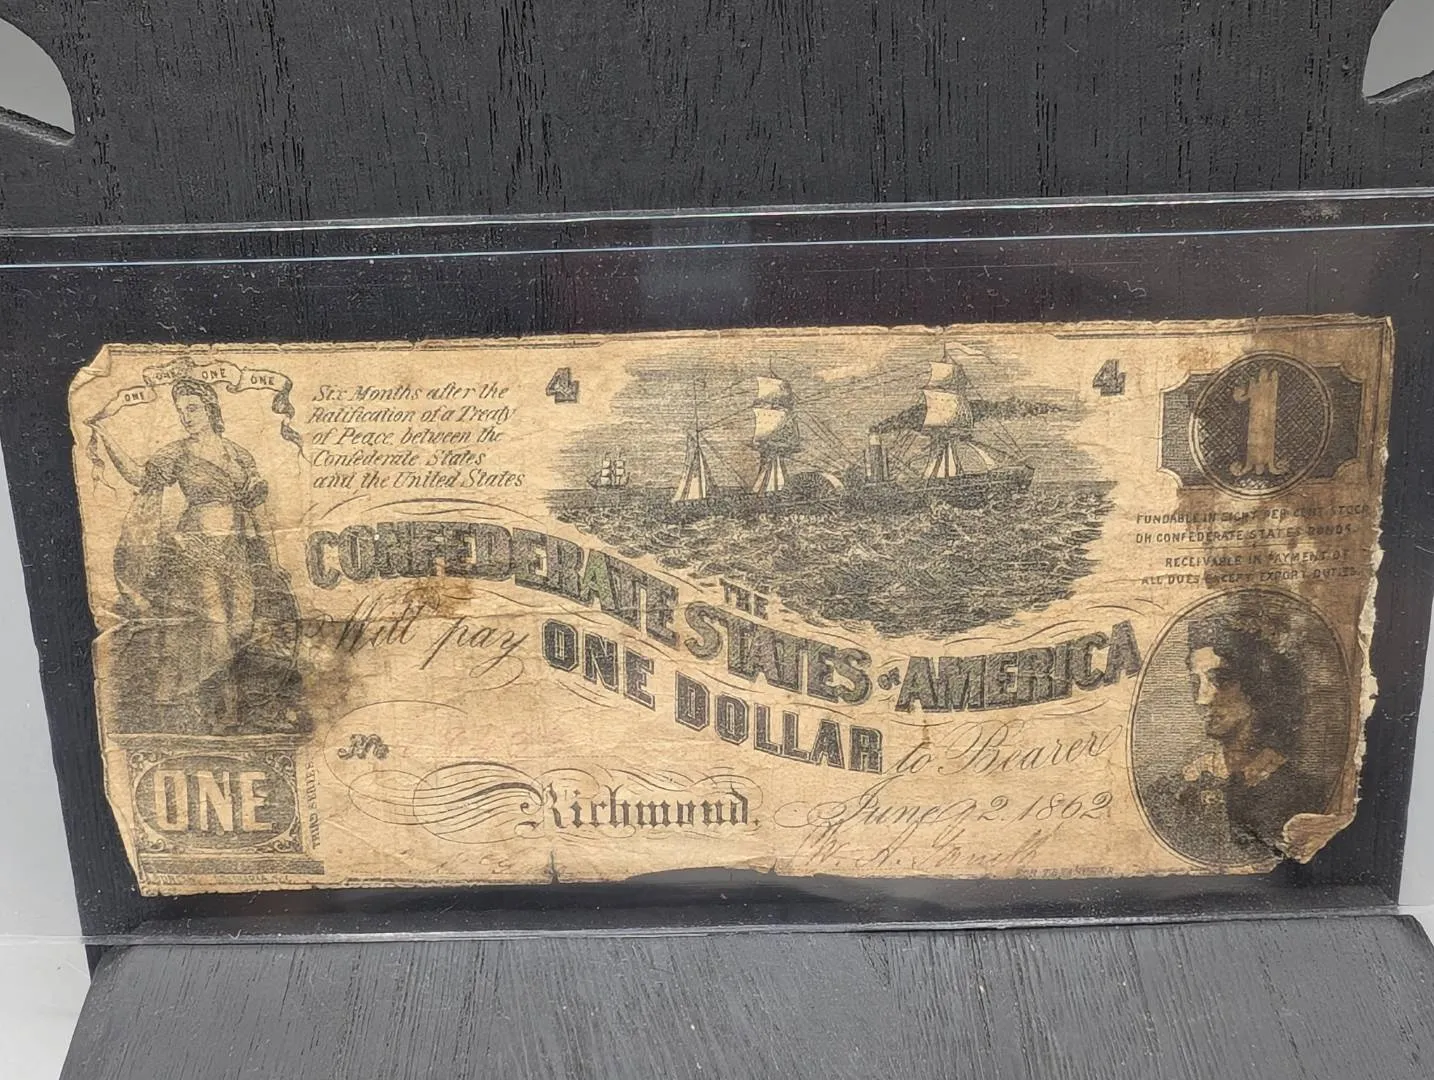 ONE ONE ONE ONE
Six Months after the
Ratification of a Treaty
of Peace between the
Confederate States
and the United States
4
4
1
FUNDABLE IN EIGHT PER CENT STOCK
OR CONFEDERATE STATES BONDS
RECEIVABLE IN PAYMENT OF
ALL DUES EXCEPT EXPORT DUTIES
THE
CONFEDERATE STATES OF AMERICA
Will pay ONE DOLLAR to Bearer
No
Richmond, June 2 1862
ONE
THIRD SERIES